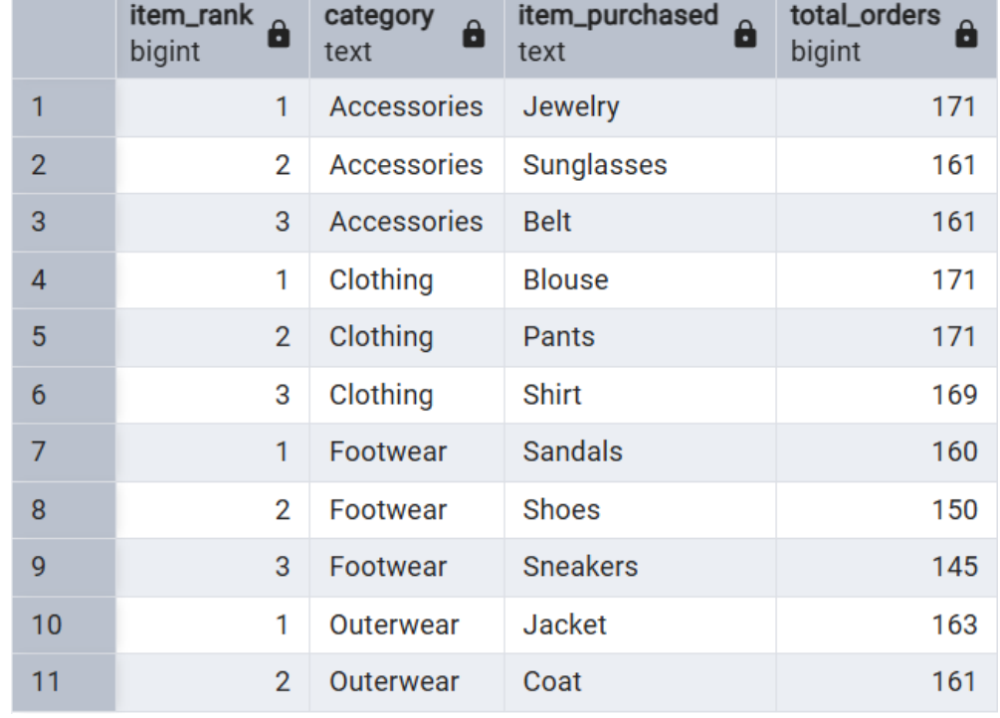 item_rank category item_purchased total_orders
bigint text text bigint
1 1 Accessories Jewelry 171
2 2 Accessories Sunglasses 161
3 3 Accessories Belt 161
4 1 Clothing Blouse 171
5 2 Clothing Pants 171
6 3 Clothing Shirt 169
7 1 Footwear Sandals 160
8 2 Footwear Shoes 150
9 3 Footwear Sneakers 145
10 1 Outerwear Jacket 163
11 2 Outerwear Coat 161